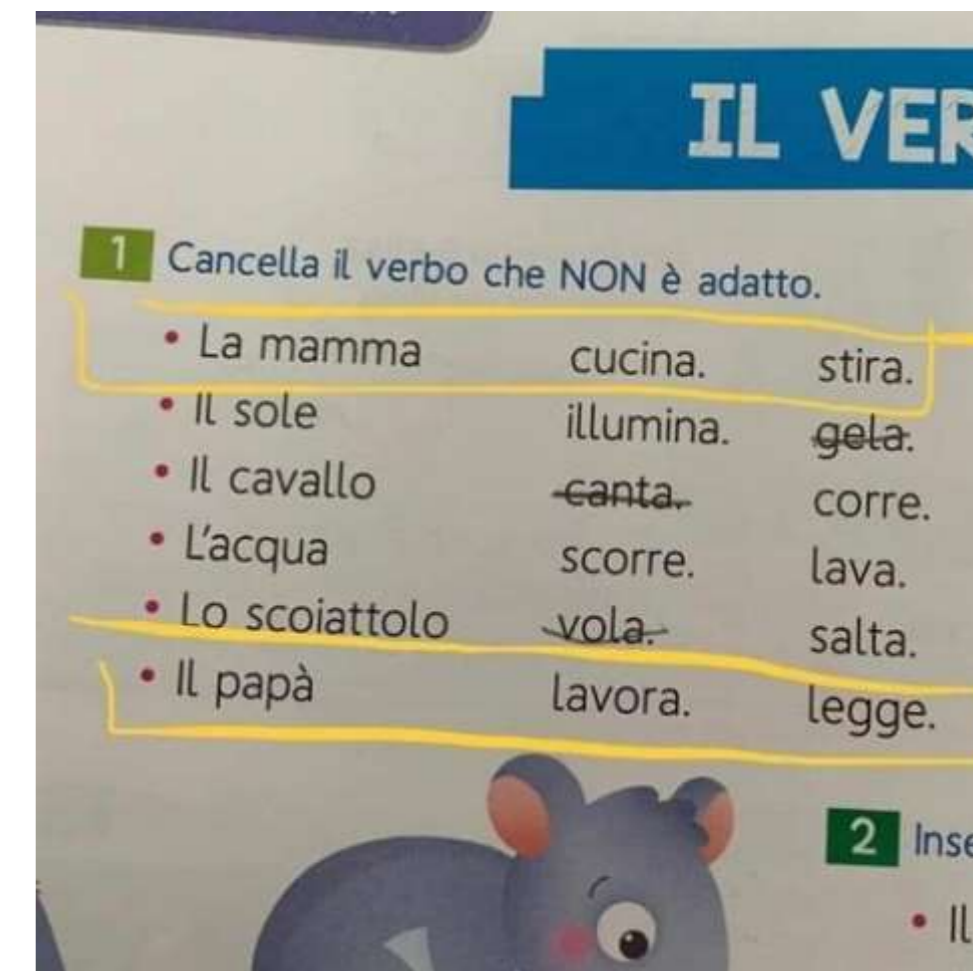 IL VER
1 Cancella il verbo che NON è adatto.
• La mamma cucina. stira.
• Il sole illumina. gela.
• Il cavallo canta. corre.
• L'acqua scorre. lava.
• Lo scoiattolo vola. salta.
• Il papà lavora. legge.
2 Inse
• Il